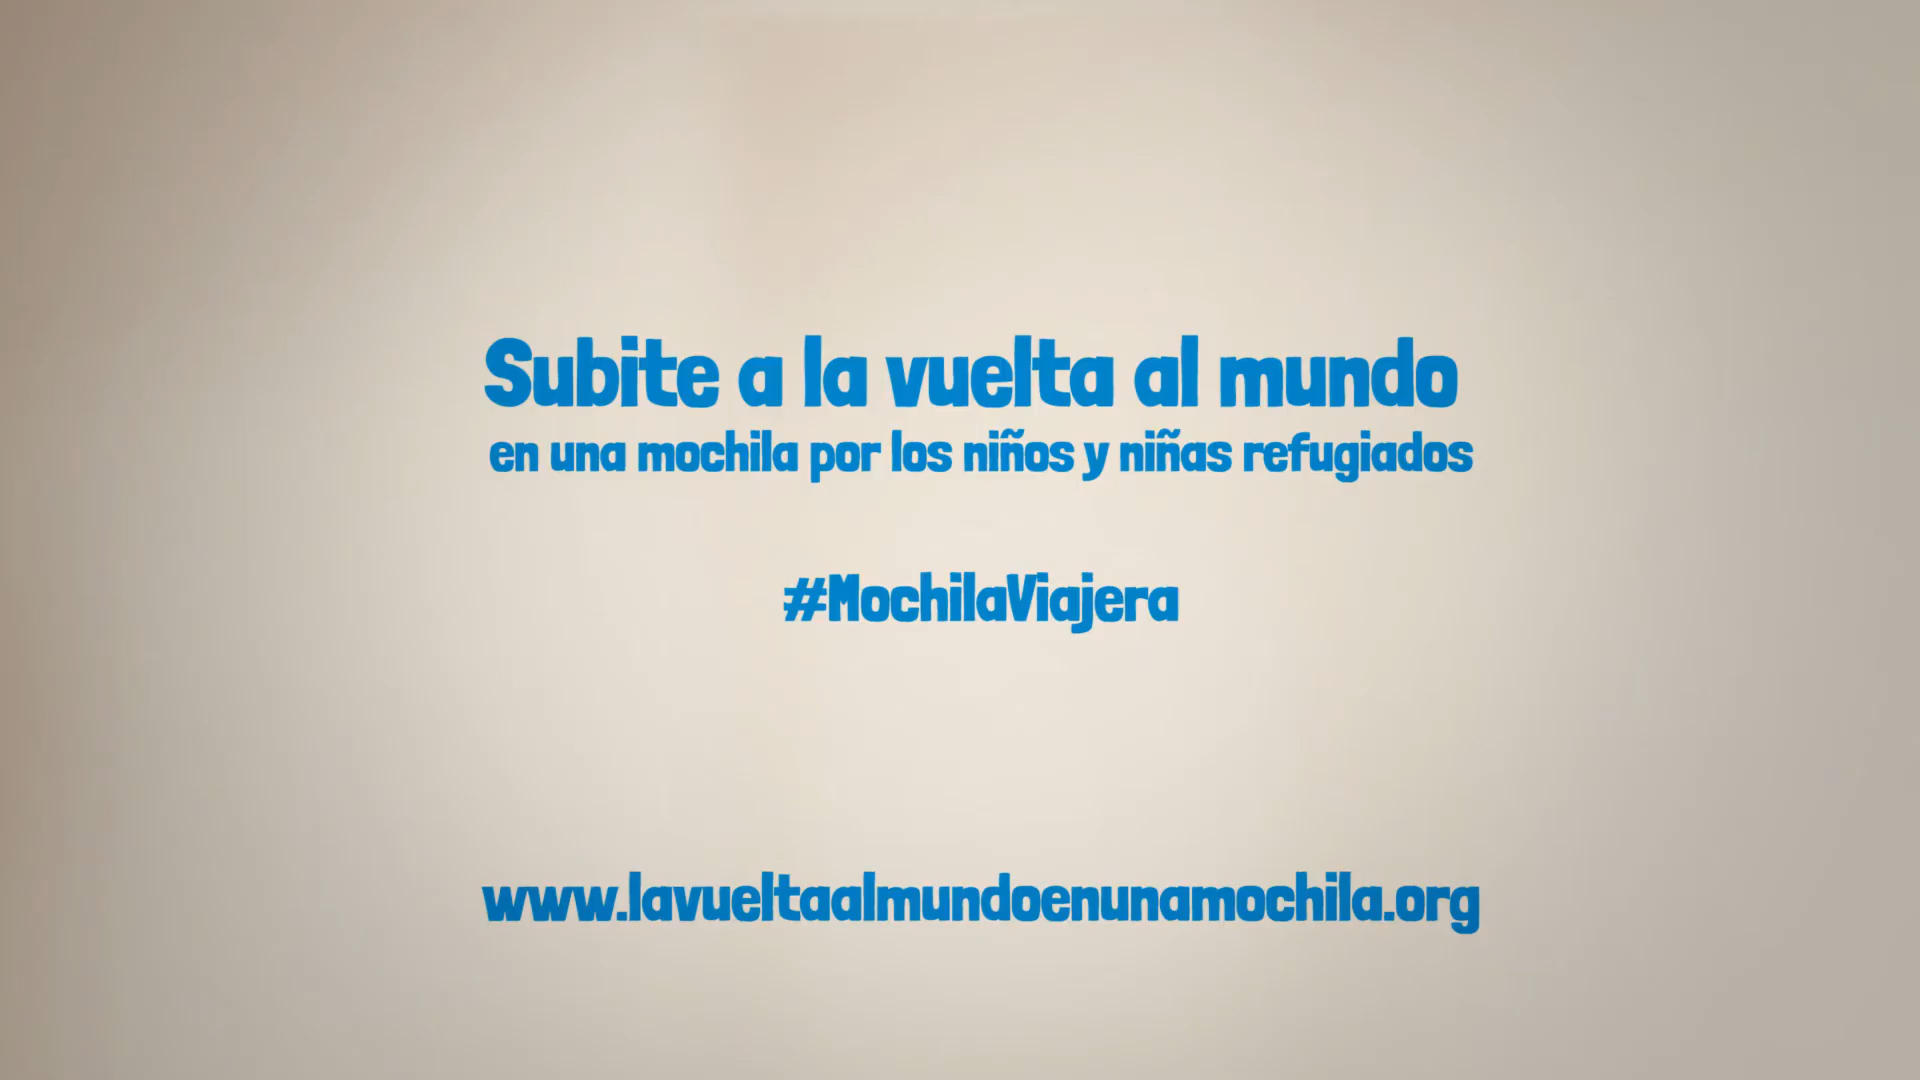 Subite a la vuelta al mundo
en una mochila por los niños y niñas refugiados
#MochilaViajera
www.lavueltaalmundoenunamochila.org